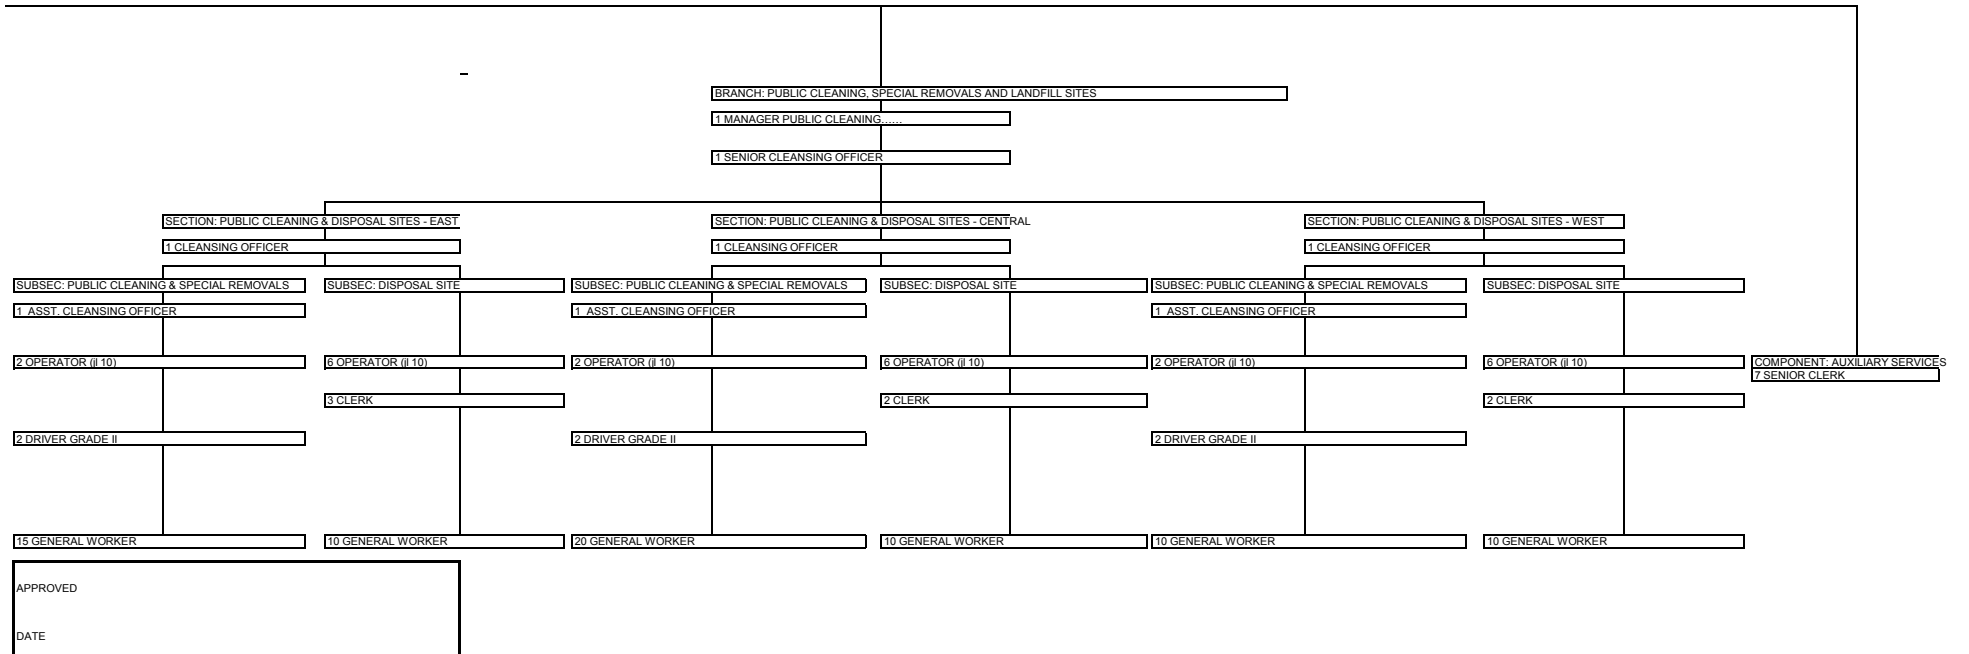 BRANCH: PUBLIC CLEANING, SPECIAL REMOVALS AND LANDFILL SITES
1 MANAGER PUBLIC CLEANING……
1 SENIOR CLEANSING OFFICER
SECTION: PUBLIC CLEANING & DISPOSAL SITES - EAST
SECTION: PUBLIC CLEANING & DISPOSAL SITES - CENTRAL
SECTION: PUBLIC CLEANING & DISPOSAL SITES - WEST
1 CLEANSING OFFICER
1 CLEANSING OFFICER
1 CLEANSING OFFICER
SUBSEC: PUBLIC CLEANING & SPECIAL REMOVALS
SUBSEC: DISPOSAL SITE
SUBSEC: PUBLIC CLEANING & SPECIAL REMOVALS
SUBSEC: DISPOSAL SITE
SUBSEC: PUBLIC CLEANING & SPECIAL REMOVALS
SUBSEC: DISPOSAL SITE
1 ASST. CLEANSING OFFICER
1 ASST. CLEANSING OFFICER
1 ASST. CLEANSING OFFICER
2 OPERATOR (jl 10)
6 OPERATOR (jl 10)
2 OPERATOR (jl 10)
6 OPERATOR (jl 10)
2 OPERATOR (jl 10)
6 OPERATOR (jl 10)
COMPONENT: AUXILIARY SERVICES
7 SENIOR CLERK
3 CLERK
2 CLERK
2 CLERK
2 DRIVER GRADE II
2 DRIVER GRADE II
2 DRIVER GRADE II
15 GENERAL WORKER
10 GENERAL WORKER
20 GENERAL WORKER
10 GENERAL WORKER
10 GENERAL WORKER
10 GENERAL WORKER
APPROVED
DATE